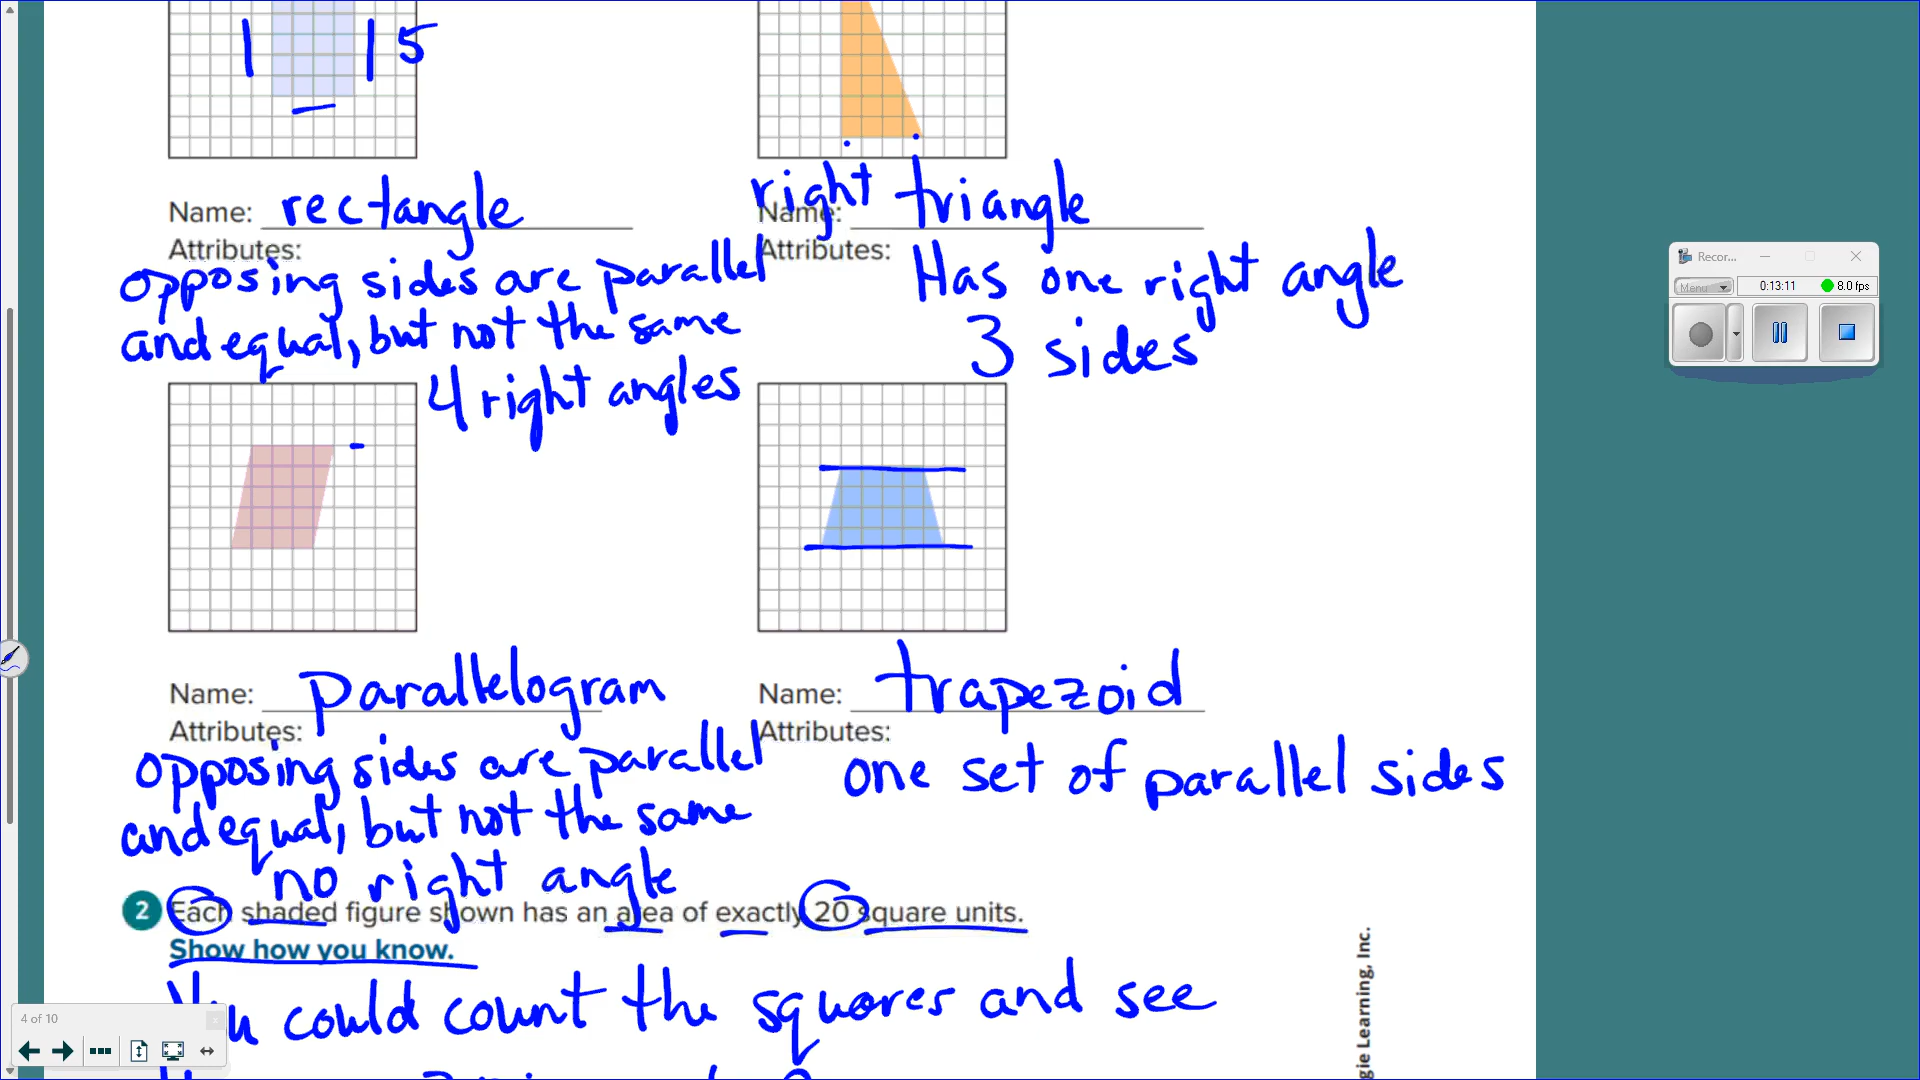 | | 5
Recor...
Menu 0:13:11 8.0 fps
Name: rectangle
right triangle
Name:
Attributes:
opposing sides are parallel
and equal, but not the same
4 right angles
Attributes:
Has one right angle
3 sides
Name: parallelogram
Attributes:
opposing sides are parallel
and equal, but not the same
no right angle
Name: trapezoid
Attributes:
one set of parallel sides
2 Each shaded figure shown has an area of exactly 20 square units.
Show how you know.
could count the squares and see
gie Learning, Inc.
4 of 10